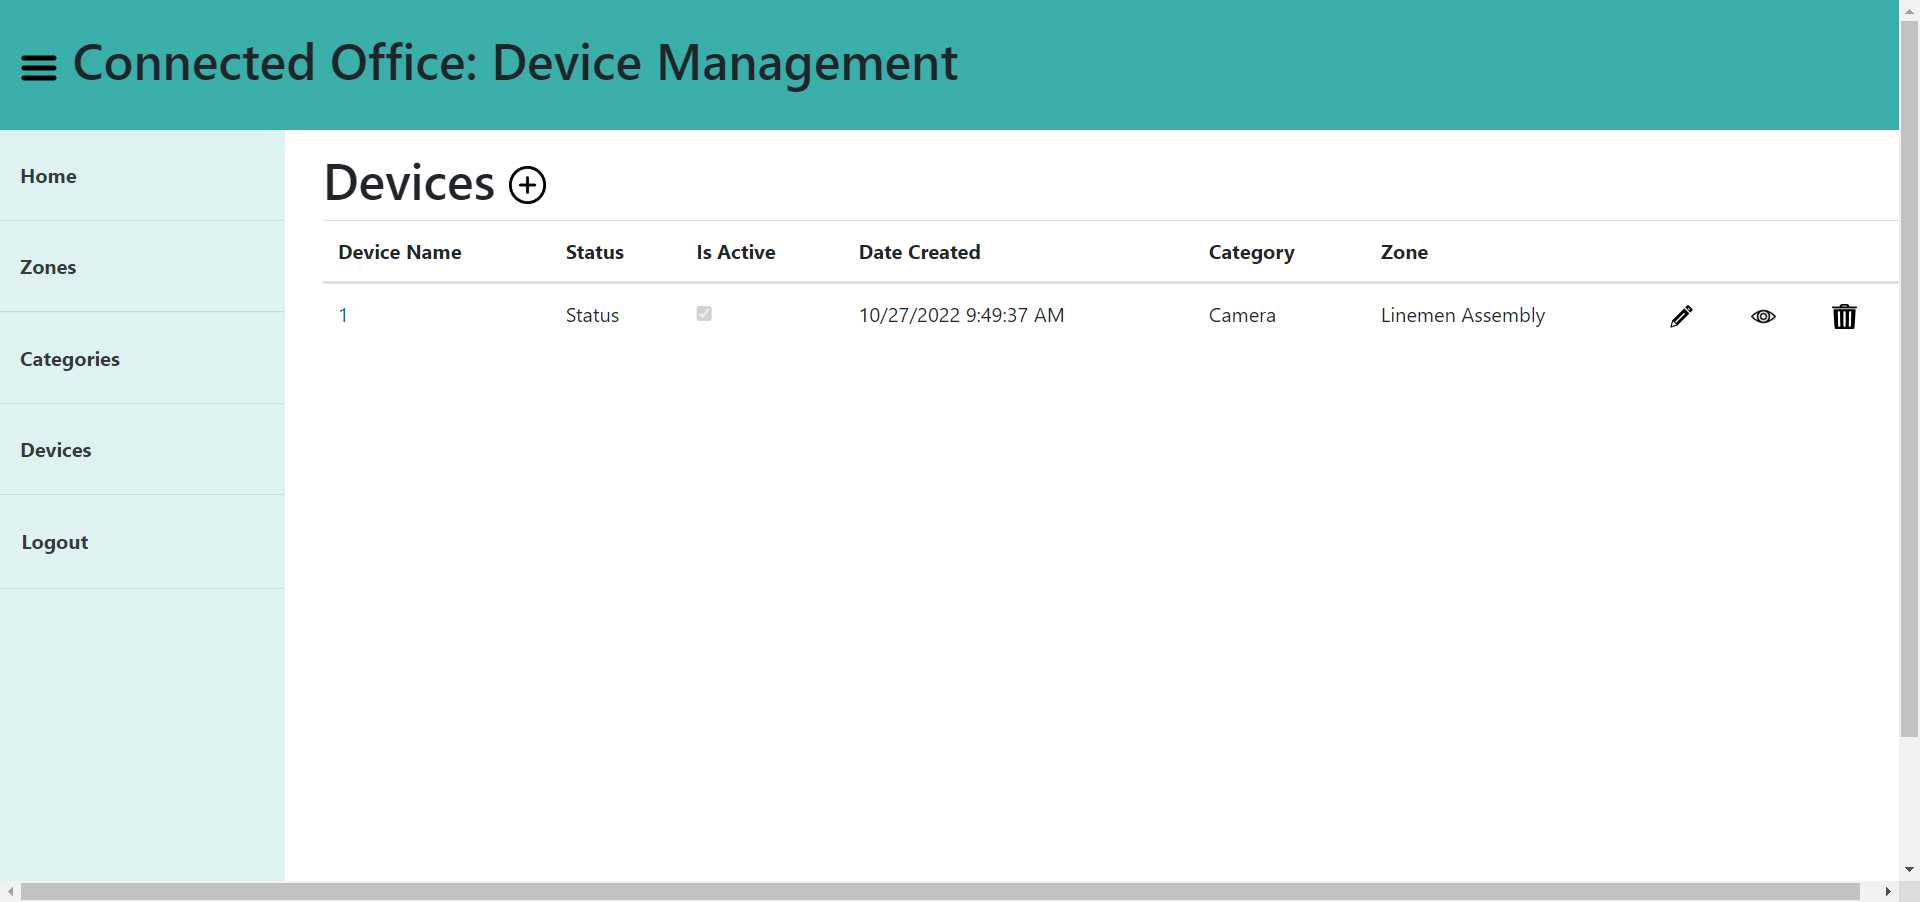 Connected Office: Device Management
Home
Zones
Categories
Devices
Logout
Devices
Device Name Status Is Active Date Created Category Zone
1 Status 10/27/2022 9:49:37 AM Camera Linemen Assembly